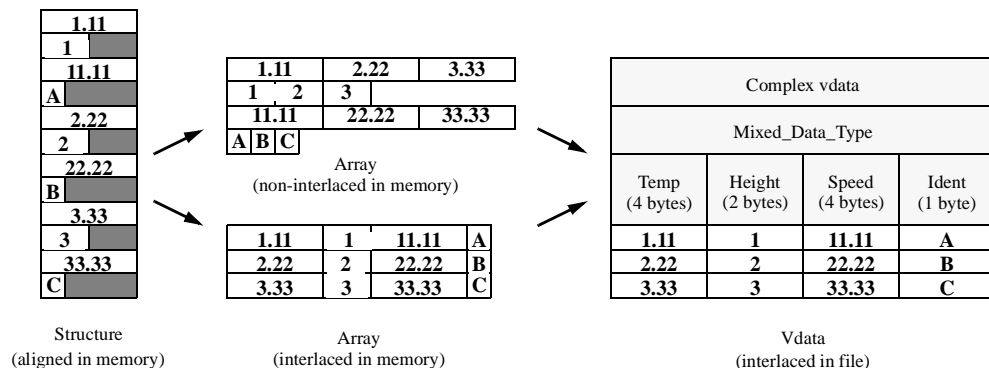 1.11
1
11.11
A
2.22
2
22.22
B
3.33
3
33.33
C
Structure
(aligned in memory)
1.11 2.22 3.33
1 2 3
11.11 22.22 33.33
A B C
Array
(non-interlaced in memory)
1.11 1 11.11 A
2.22 2 22.22 B
3.33 3 33.33 C
Array
(interlaced in memory)
Complex vdata
Mixed_Data_Type
Temp Height Speed Ident
(4 bytes) (2 bytes) (4 bytes) (1 byte)
1.11 1 11.11 A
2.22 2 22.22 B
3.33 3 33.33 C
Vdata
(interlaced in file)